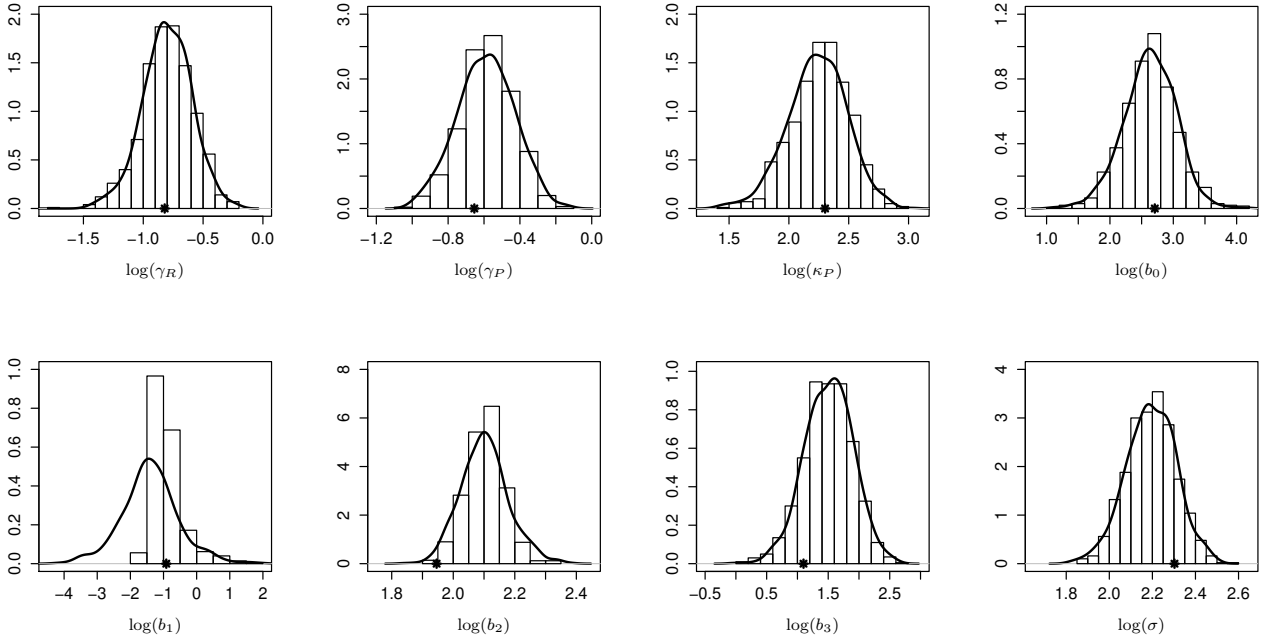 2.0 3.0 2.0 1.2
1.5 2.0 1.5 0.8
1.0 1.0 1.0 0.4
0.5 0.0 0.5 0.0
0.0 0.0
−1.5 −1.0 −0.5 0.0 −1.2 −0.8 −0.4 0.0 1.5 2.0 2.5 3.0 1.0 2.0 3.0 4.0
log(γ_R) log(γ_P) log(κ_P) log(b_0)
1.0 8 1.0 4
0.8 6 0.8 3
0.6 4 0.6 2
0.4 2 0.4 1
0.2 0 0.2 0
0.0 0.0
−4 −3 −2 −1 0 1 2 1.8 2.0 2.2 2.4 −0.5 0.5 1.5 2.5 1.8 2.0 2.2 2.4 2.6
log(b_1) log(b_2) log(b_3) log(σ)